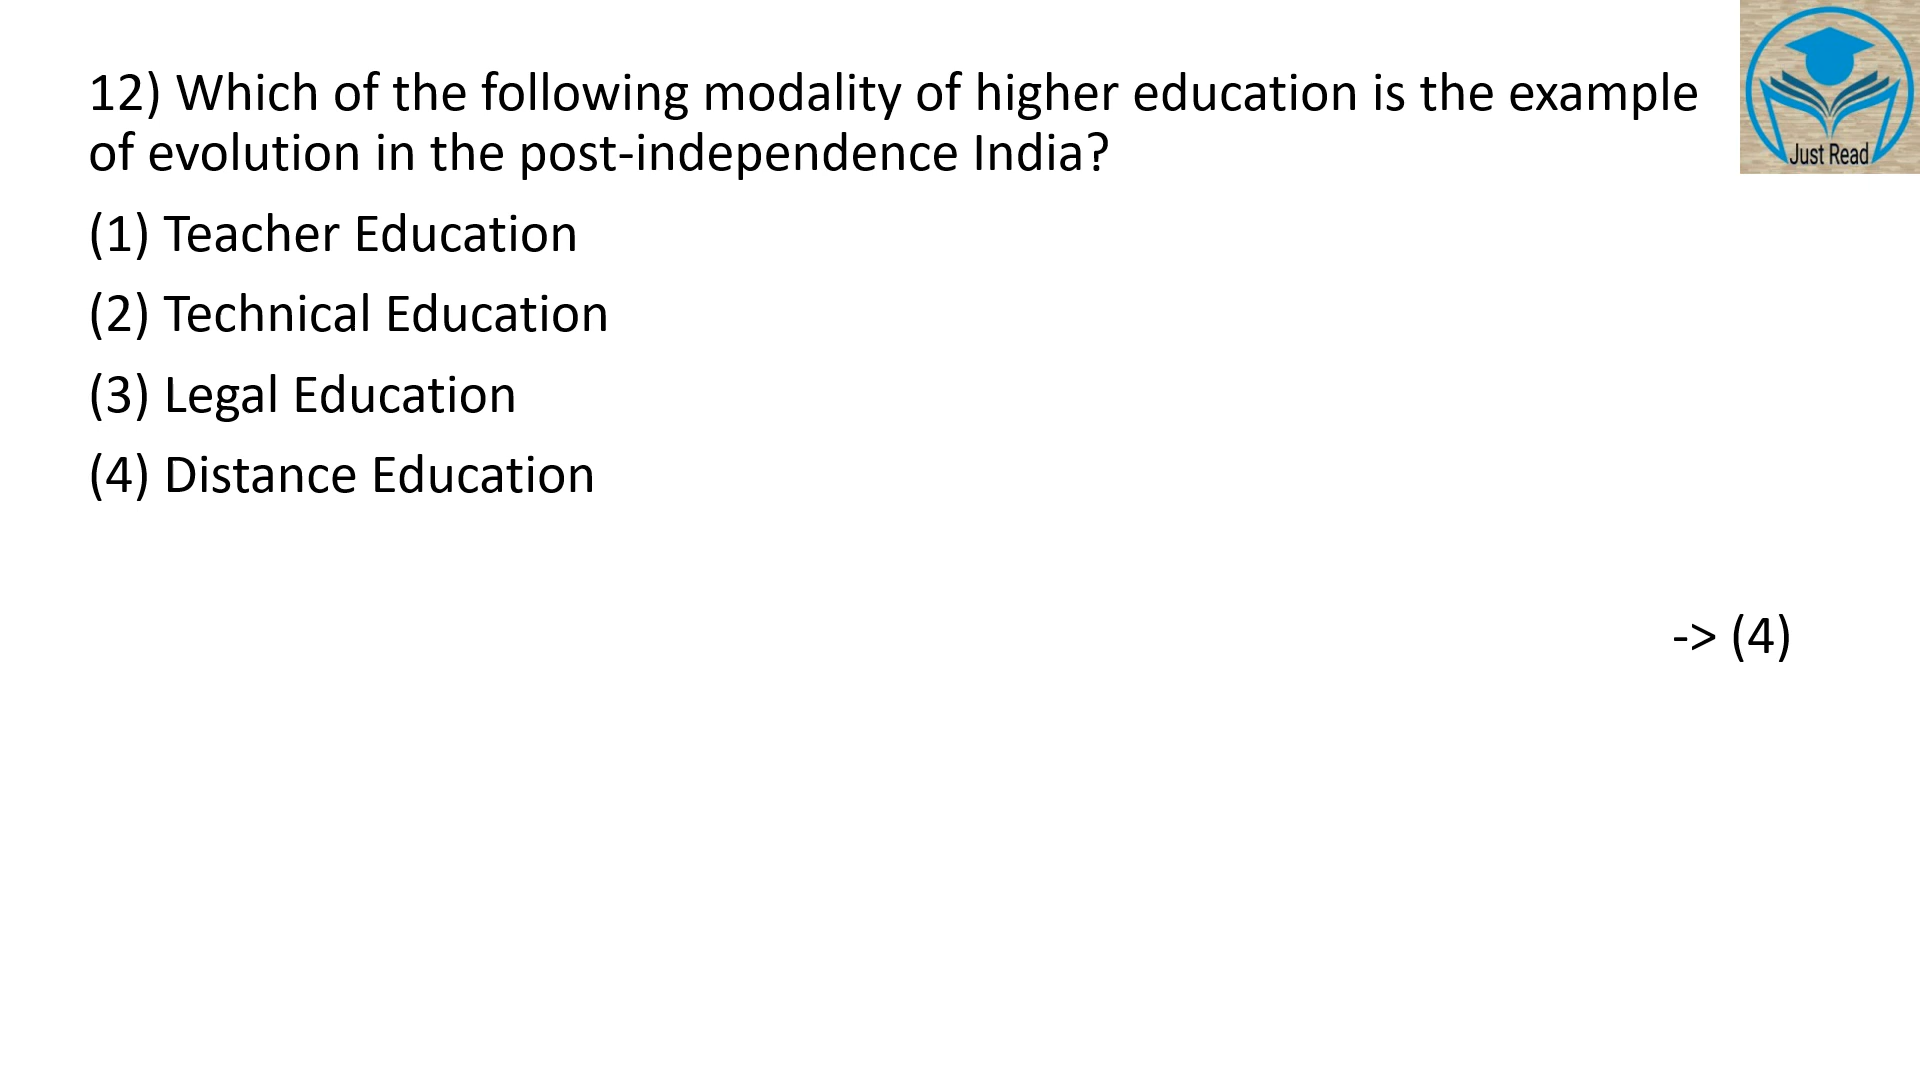 12) Which of the following modality of higher education is the example
of evolution in the post-independence India?
(1) Teacher Education
(2) Technical Education
(3) Legal Education
(4) Distance Education
-> (4)
Just Read